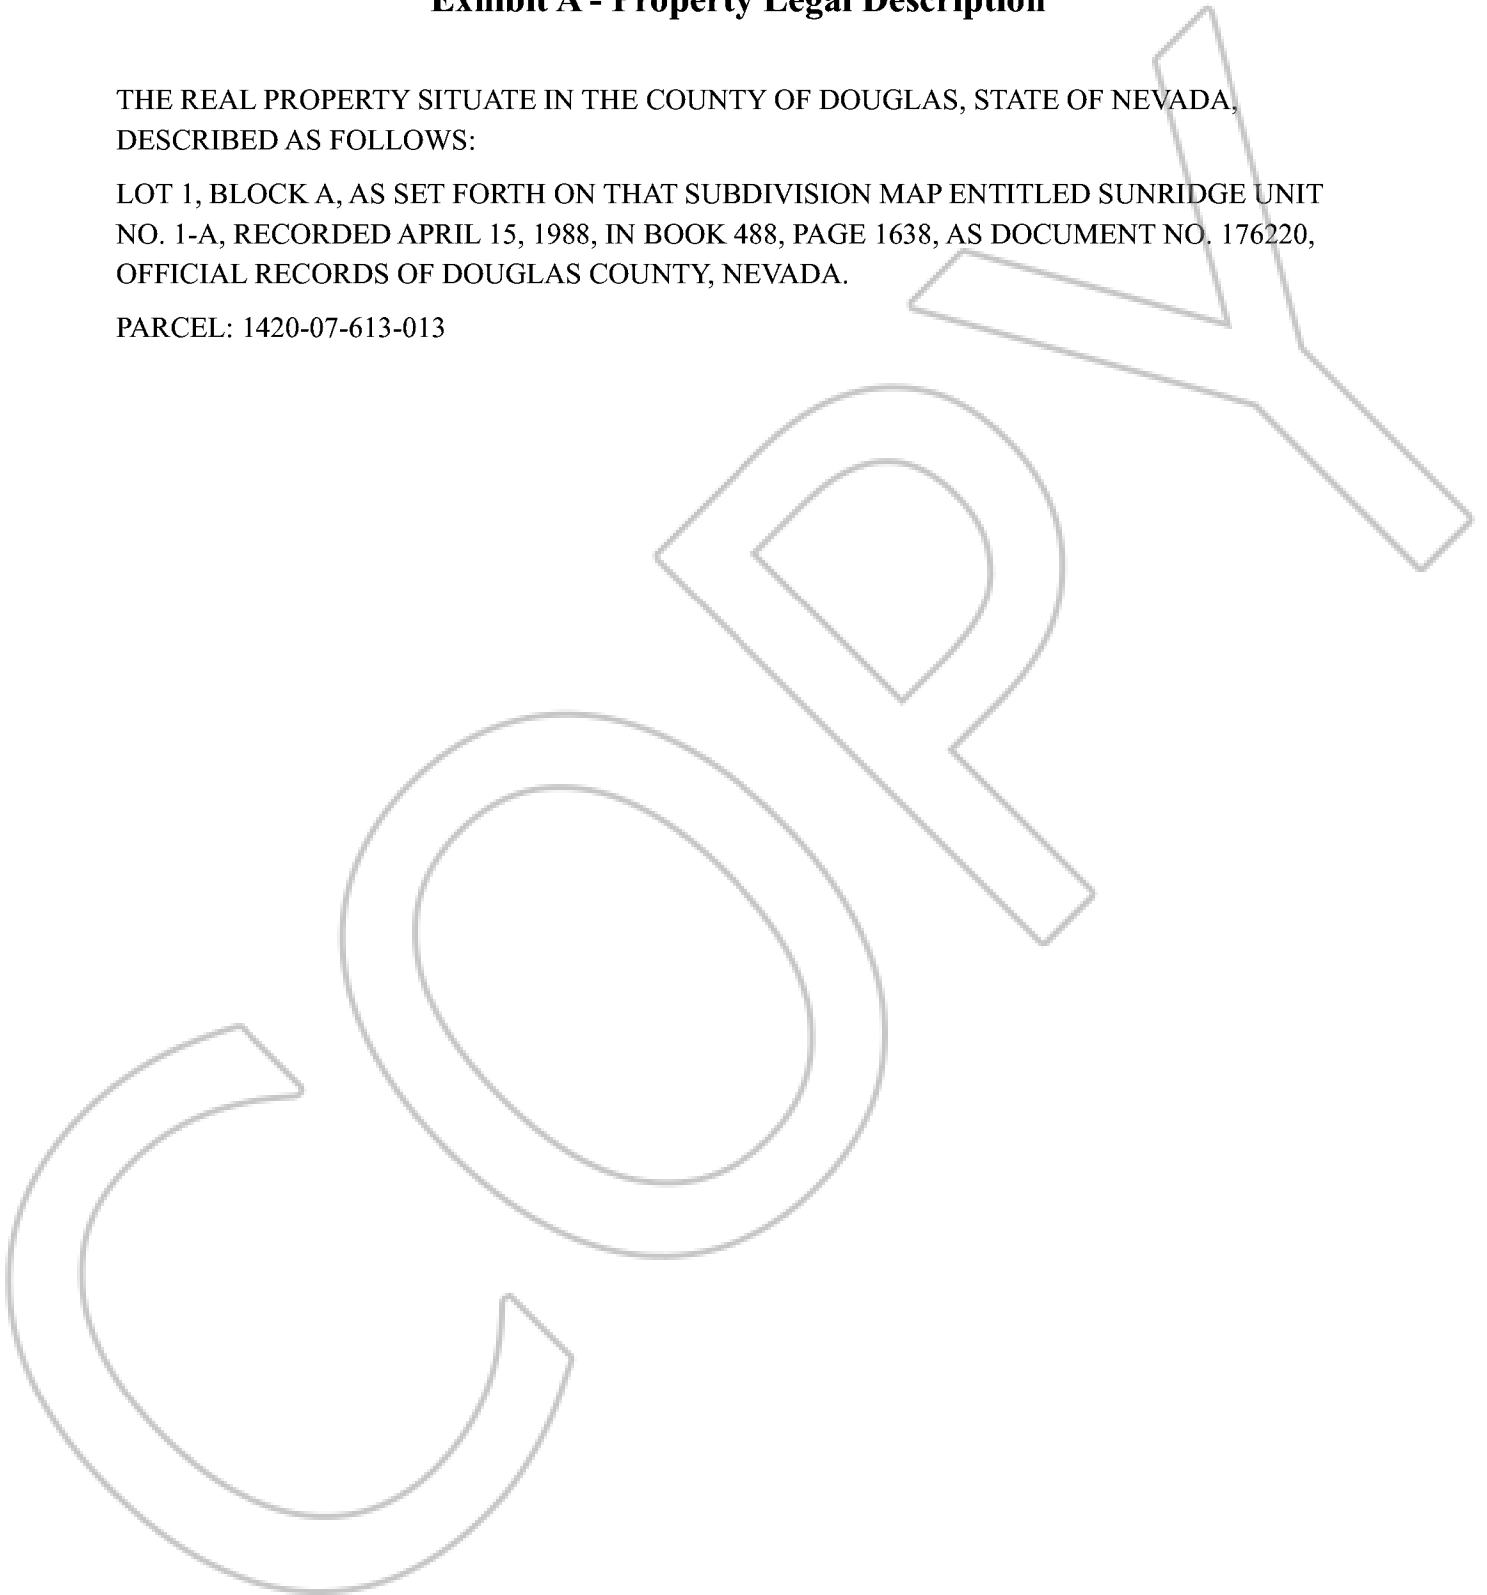 Exhibit A - Property Legal Description
THE REAL PROPERTY SITUATE IN THE COUNTY OF DOUGLAS, STATE OF NEVADA,
DESCRIBED AS FOLLOWS:
LOT 1, BLOCK A, AS SET FORTH ON THAT SUBDIVISION MAP ENTITLED SUNRIDGE UNIT
NO. 1-A, RECORDED APRIL 15, 1988, IN BOOK 488, PAGE 1638, AS DOCUMENT NO. 176220,
OFFICIAL RECORDS OF DOUGLAS COUNTY, NEVADA.
PARCEL: 1420-07-613-013
COPY